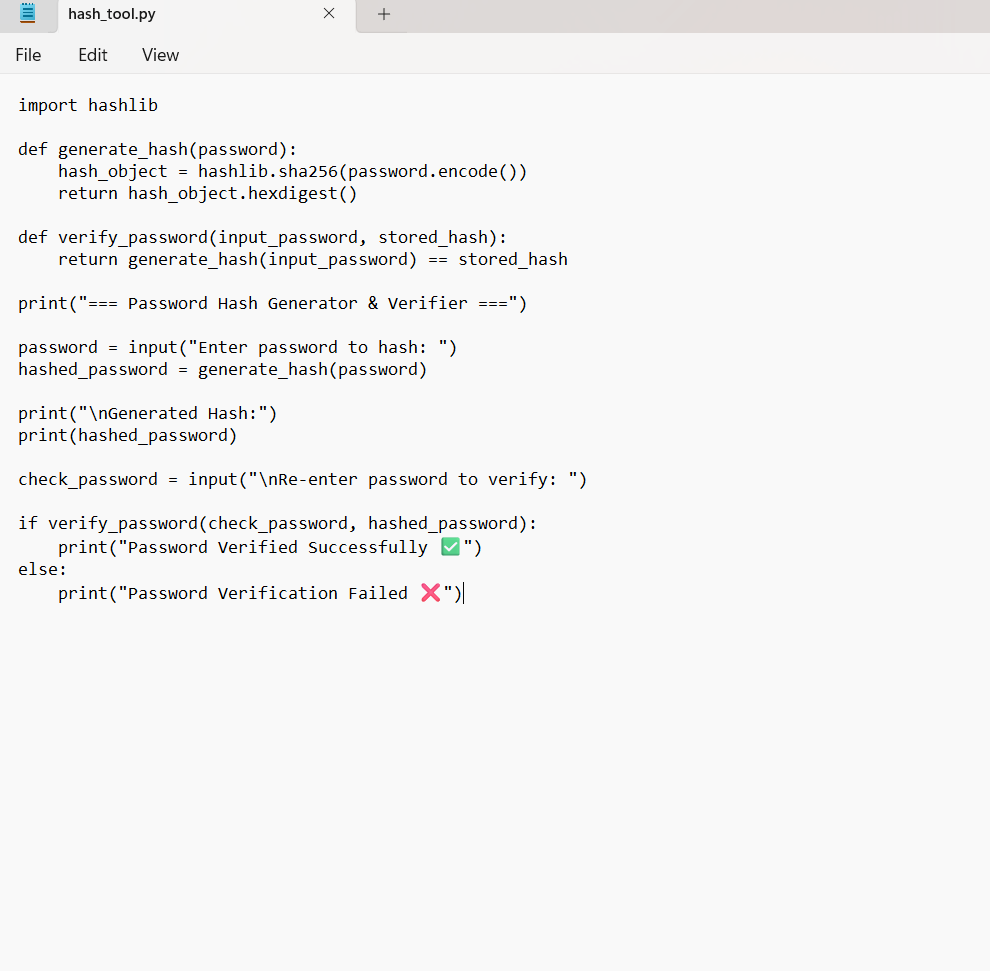 hash_tool.py
File Edit View
import hashlib
def generate_hash(password):
    hash_object = hashlib.sha256(password.encode())
    return hash_object.hexdigest()
def verify_password(input_password, stored_hash):
    return generate_hash(input_password) == stored_hash
print("=== Password Hash Generator & Verifier ===")
password = input("Enter password to hash: ")
hashed_password = generate_hash(password)
print("\nGenerated Hash:")
print(hashed_password)
check_password = input("\nRe-enter password to verify: ")
if verify_password(check_password, hashed_password):
    print("Password Verified Successfully ✅")
else:
    print("Password Verification Failed ❌")